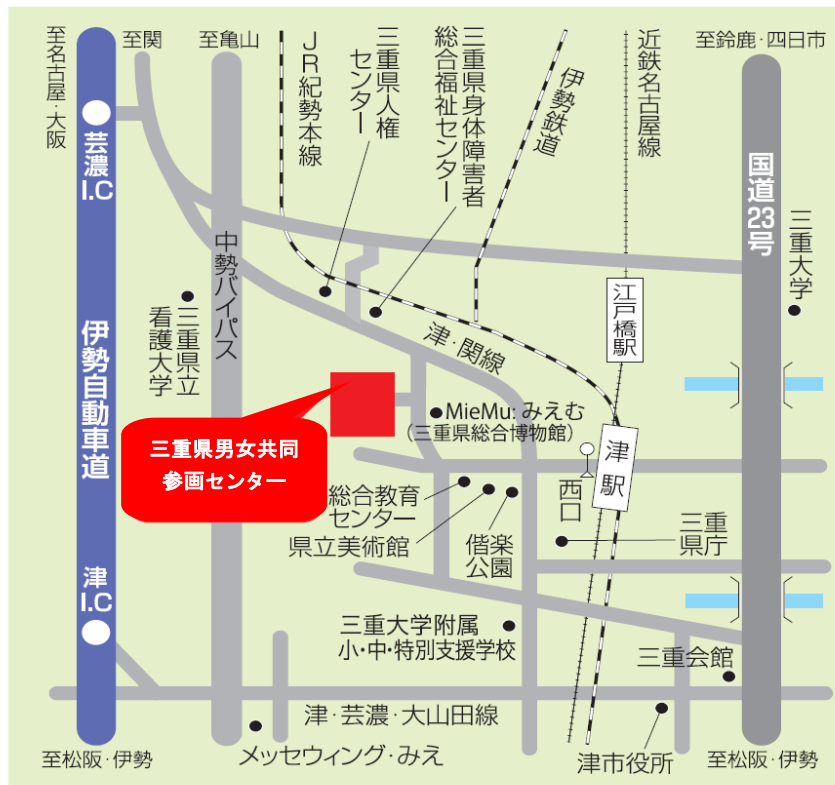 至名古屋・大阪
至関
至亀山
JR紀勢本線
三重県人権
センター
三重県身体障害者
総合福祉センター
伊勢鉄道
近鉄名古屋線
至鈴鹿・四日市
芸濃
I.C
国道23号
三重大学
中勢バイパス
三重県立
看護大学
江戸橋駅
伊勢自動車道
津・関線
MieMu:みえむ
(三重県総合博物館)
三重県男女共同
参画センター
津駅
西口
総合教育
センター
県立美術館
偕楽
公園
三重
県庁
津
I.C
三重大学附属
小・中・特別支援学校
三重会館
津・芸濃・大山田線
至松阪・伊勢
メッセウィング・みえ
津市役所
至松阪・伊勢